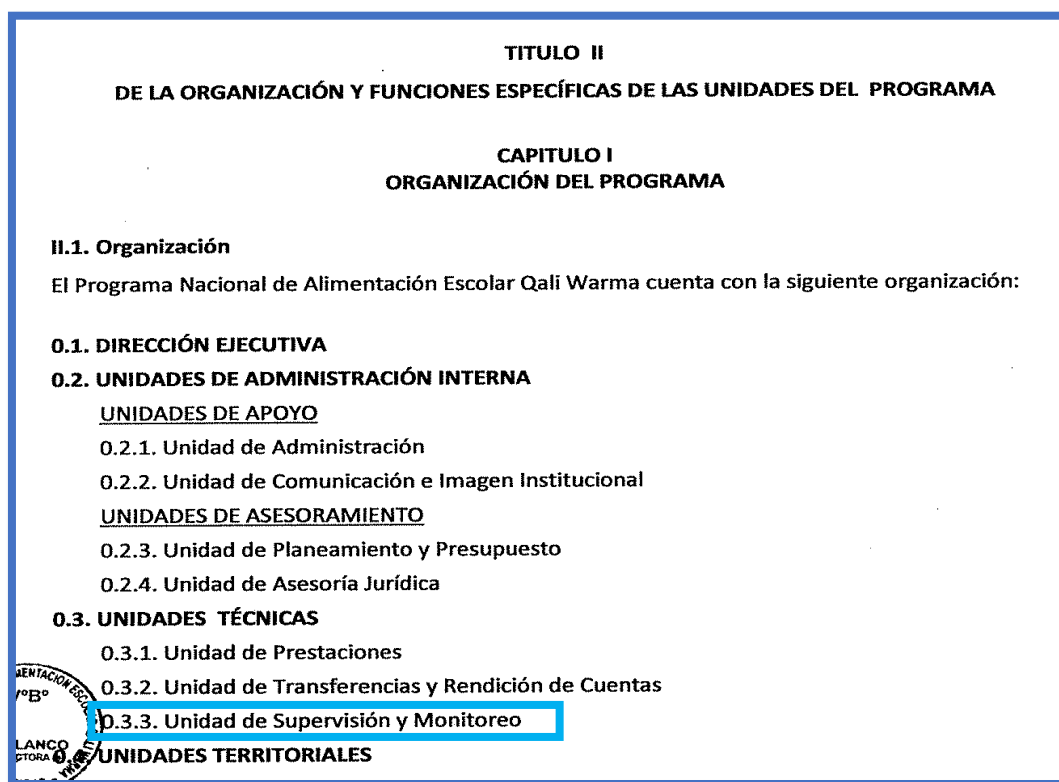 TITULO II
DE LA ORGANIZACIÓN Y FUNCIONES ESPECÍFICAS DE LAS UNIDADES DEL PROGRAMA
CAPITULO I
ORGANIZACIÓN DEL PROGRAMA
II.1. Organización
El Programa Nacional de Alimentación Escolar Qali Warma cuenta con la siguiente organización:
0.1. DIRECCIÓN EJECUTIVA
0.2. UNIDADES DE ADMINISTRACIÓN INTERNA
UNIDADES DE APOYO
0.2.1. Unidad de Administración
0.2.2. Unidad de Comunicación e Imagen Institucional
UNIDADES DE ASESORAMIENTO
0.2.3. Unidad de Planeamiento y Presupuesto
0.2.4. Unidad de Asesoría Jurídica
0.3. UNIDADES TÉCNICAS
0.3.1. Unidad de Prestaciones
0.3.2. Unidad de Transferencias y Rendición de Cuentas
0.3.3. Unidad de Supervisión y Monitoreo
UNIDADES TERRITORIALES